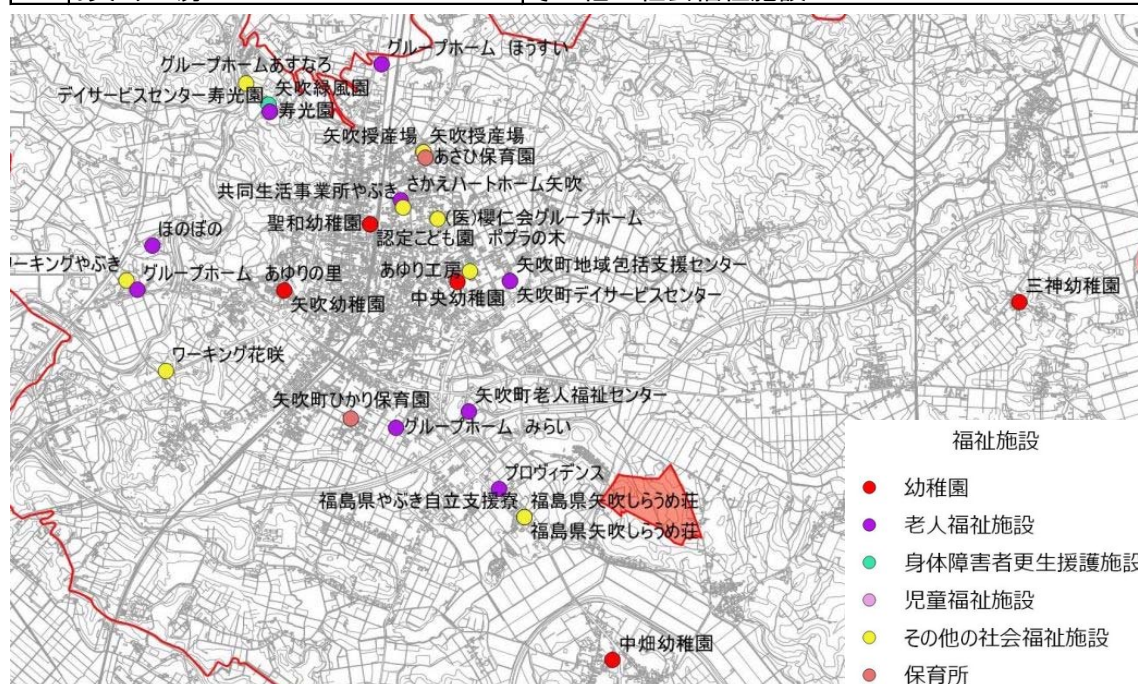 グループホーム ほうすい
グループホームあすなろ
デイサービスセンター寿光園
矢吹緑風園
寿光園
矢吹授産場
矢吹授産場
あさひ保育園
共同生活事業所やぶき
さかえハートホーム矢吹
聖和幼稚園
(医)櫻仁会グループホーム
認定こども園 ポプラの木
ほのぼの
ワーキングやぶき
グループホーム あゆりの里
矢吹幼稚園
あゆり工房
中央幼稚園
矢吹町地域包括支援センター
矢吹町デイサービスセンター
三神幼稚園
ワーキング花咲
矢吹町ひかり保育園
矢吹町老人福祉センター
グループホーム みらい
プロヴィデンス
福島県やぶき自立支援寮
福島県矢吹しらうめ荘
福島県矢吹しらうめ荘
中畑幼稚園
福祉施設
幼稚園
老人福祉施設
身体障害者更生援護施設
児童福祉施設
その他の社会福祉施設
保育所